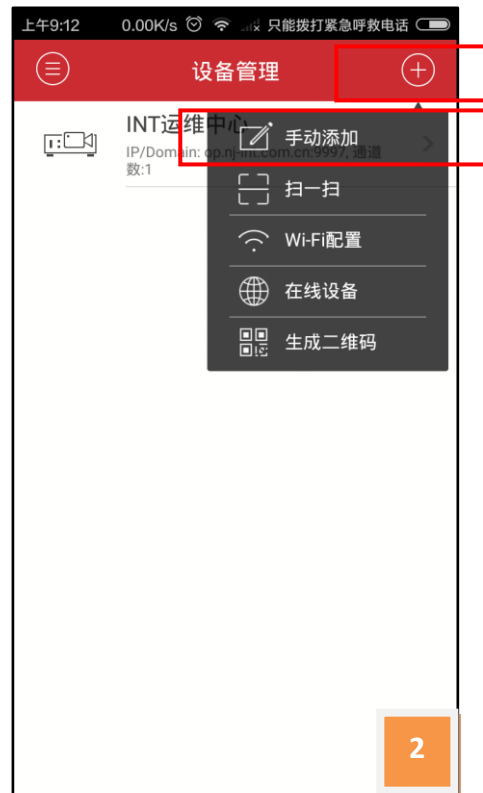 上午9:12 0.00K/s 只能拨打紧急呼救电话
设备管理
INT运维中心
手动添加
IP/Domain: op.nj-int.com.cn:9997, 通道
数:1
扫一扫
Wi-Fi配置
在线设备
生成二维码
2